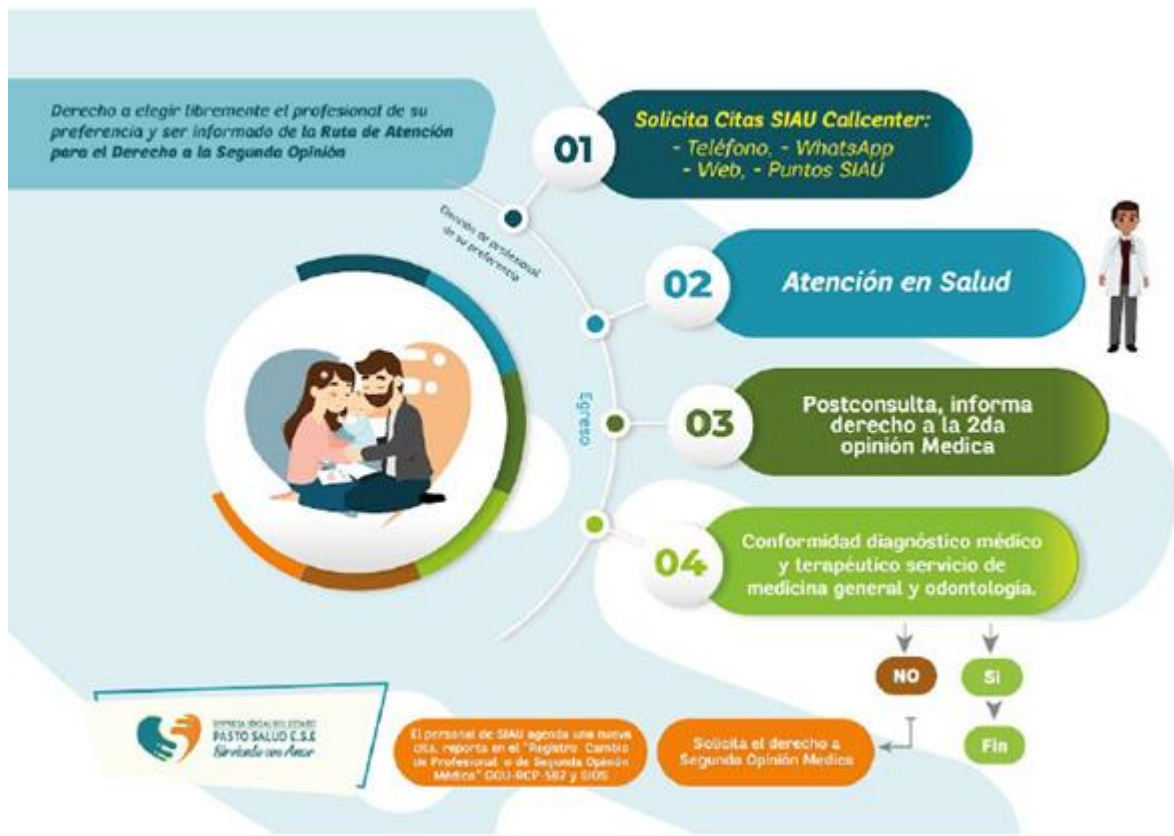 Derecho a elegir libremente el profesional de su
preferencia y ser informado de la Ruta de Atención
para el Derecho a la Segunda Opinión
01
Solicita Citas SIAU Callcenter:
- Teléfono, - WhatsApp
- Web, - Puntos SIAU
Elección de profesional
de su preferencia
02
Atención en Salud
Egreso
03
Postconsulta, informa
derecho a la 2da
opinión Medica
04
Conformidad diagnóstico médico
y terapéutico servicio de
medicina general y odontología.
NO
Si
Fin
Solicita el derecho a
Segunda Opinión Medica
El personal de SIAU agenda una nueva
cita, reporta en el "Registro: Cambio
de Profesional o de Segunda Opinión
Médica" y SIOS
EMPRESA SOCIAL DEL ESTADO
PASTO SALUD E.S.E
Sirviendo con Amor